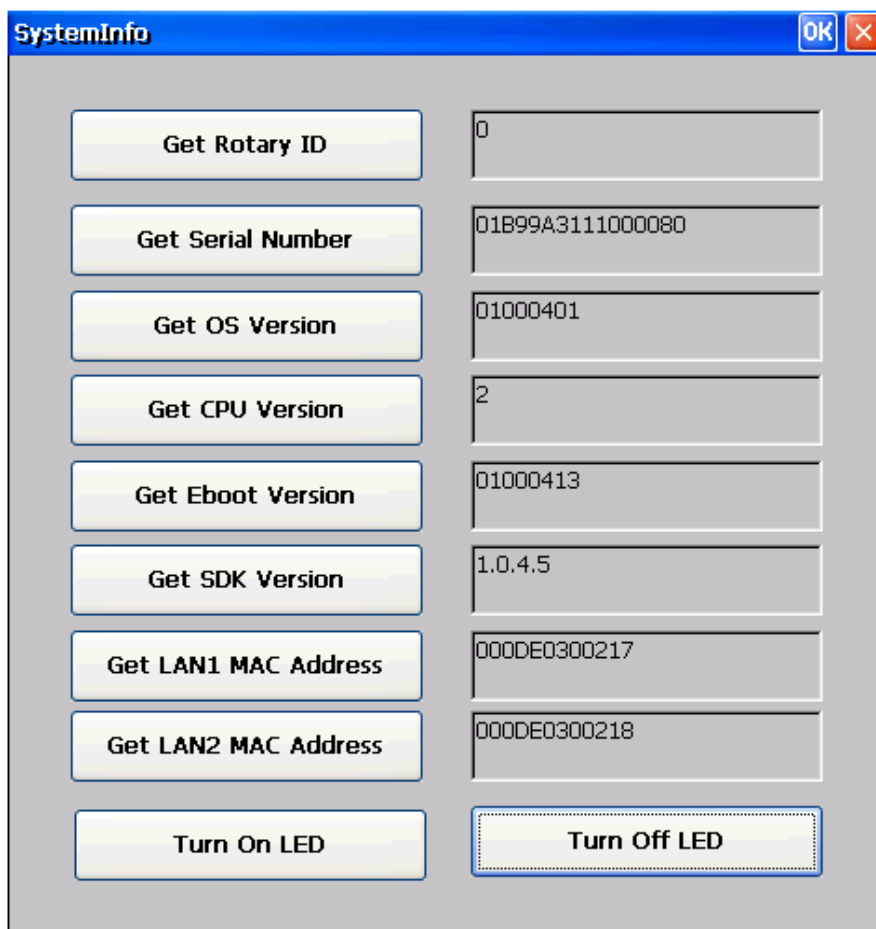 SystemInfo OK
Get Rotary ID 0
Get Serial Number 01B99A3111000080
Get OS Version 01000401
Get CPU Version 2
Get Eboot Version 01000413
Get SDK Version 1.0.4.5
Get LAN1 MAC Address 000DE0300217
Get LAN2 MAC Address 000DE0300218
Turn On LED Turn Off LED